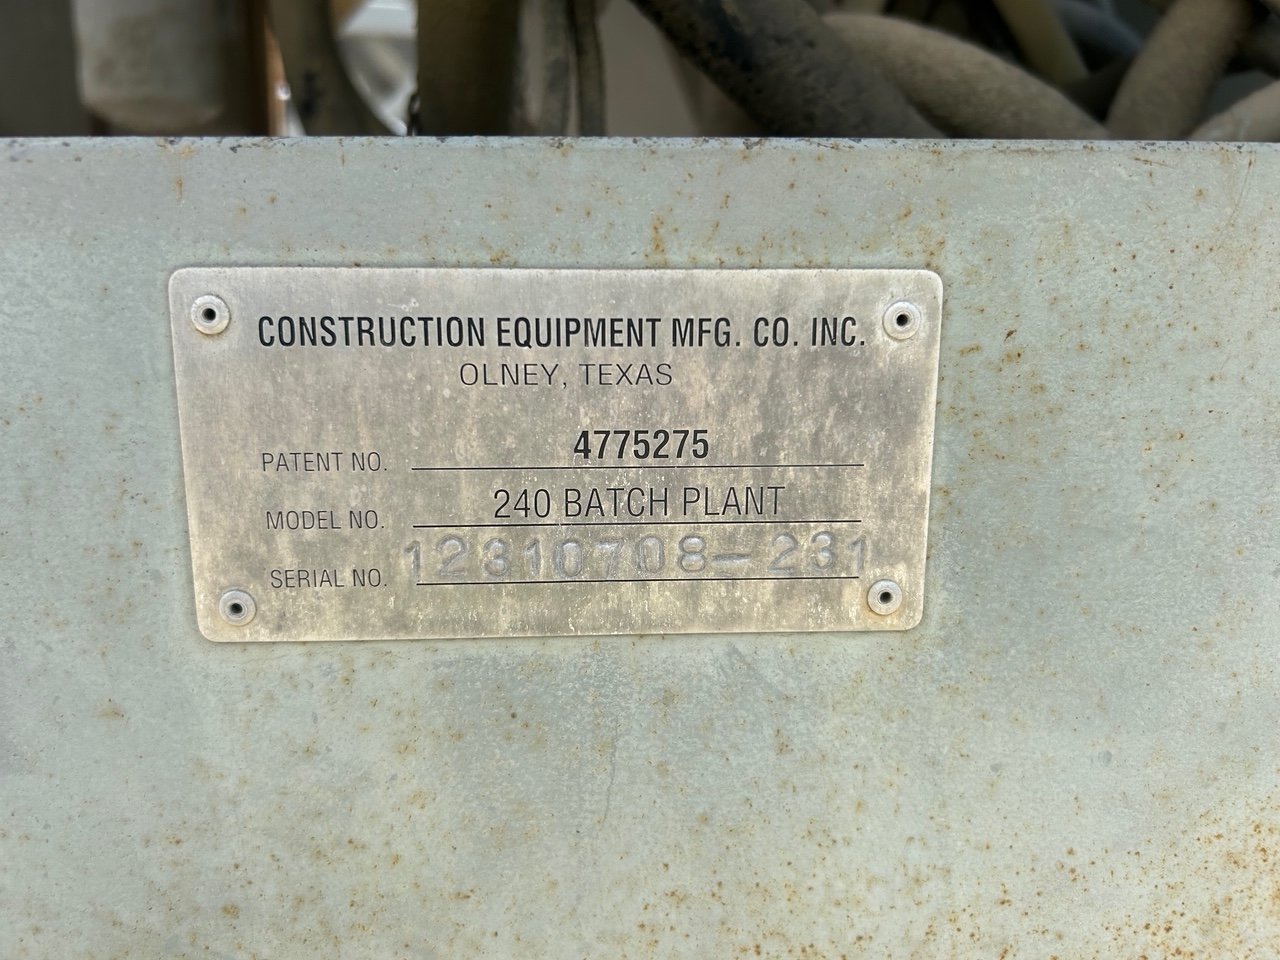 CONSTRUCTION EQUIPMENT MFG. CO. INC.
OLNEY, TEXAS
PATENT NO. 4775275
MODEL NO. 240 BATCH PLANT
SERIAL NO. 12310708-231